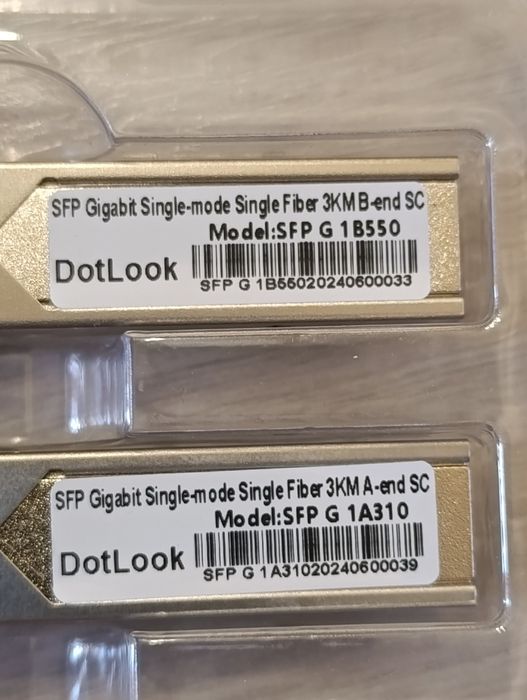 SFP Gigabit Single-mode Single Fiber 3KM B-end SC
Model:SFP G 1B550
DotLook
SFP G 1B55020240600033
SFP Gigabit Single-mode Single Fiber 3KM A-end SC
Model:SFP G 1A310
DotLook
SFP G 1A31020240600039